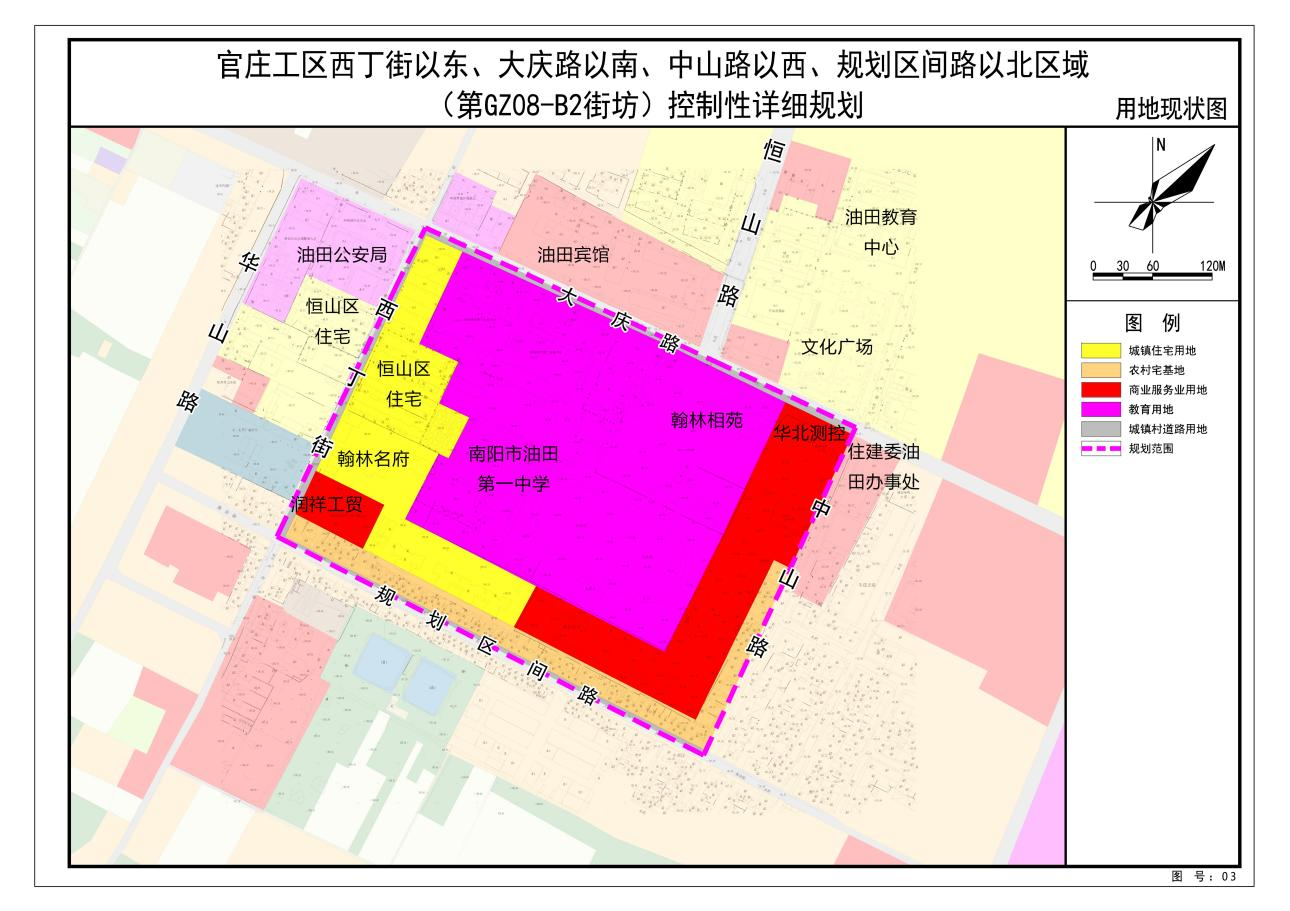 官庄工区西丁街以东、大庆路以南、中山路以西、规划区间路以北区域
（第GZ08-B2街坊）控制性详细规划
用地现状图
N
0 30 60 120M
图 例
城镇住宅用地
农村宅基地
商业服务业用地
教育用地
城镇村道路用地
规划范围
恒山路
油田教育
中心
油田公安局
油田宾馆
华山路
恒山区
住宅
西丁街
大庆路
文化广场
恒山区
住宅
翰林相苑
华北测控
住建委油
田办事处
翰林名府
南阳市油田
第一中学
润祥工贸
中山路
规划区间路
图 号：03